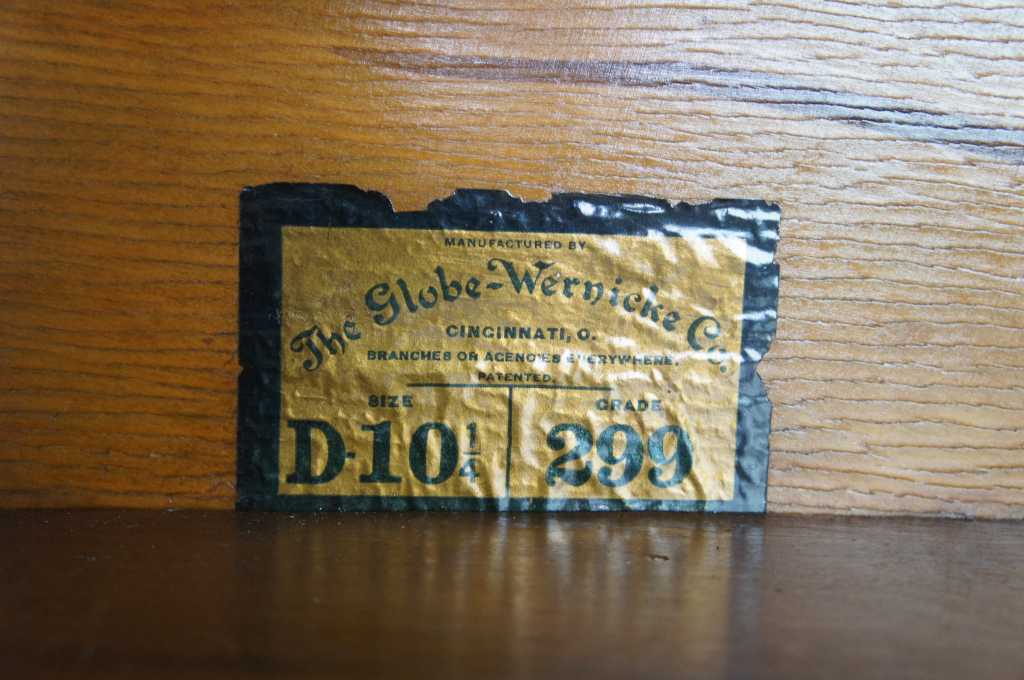 MANUFACTURED BY
The Globe-Wernicke Co.
CINCINNATI, O.
BRANCHES OR AGENCIES EVERYWHERE.
PATENTED.
SIZE GRADE
D-10 1/4 299